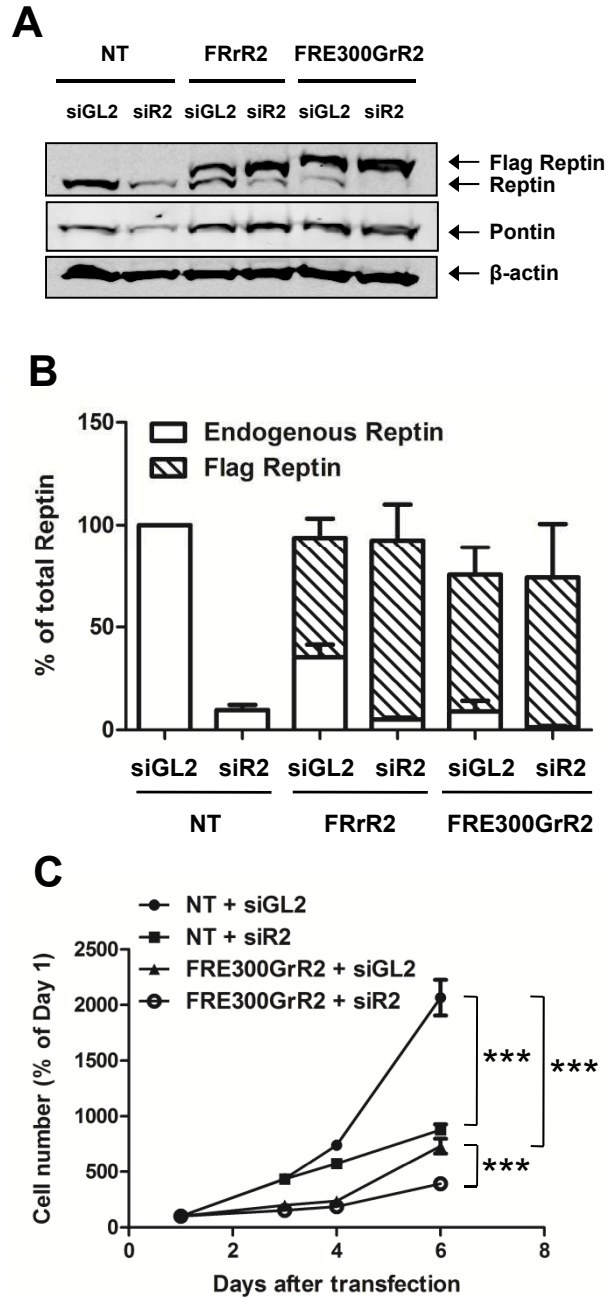 A
NT FRrR2 FRE300GrR2
siGL2 siR2 siGL2 siR2 siGL2 siR2
Flag Reptin
Reptin
Pontin
β-actin
B
150
100
50
0
% of total Reptin
Endogenous Reptin
Flag Reptin
siGL2 siR2 siGL2 siR2 siGL2 siR2
NT FRrR2 FRE300GrR2
C
NT + siGL2
NT + siR2
FRE300GrR2 + siGL2
FRE300GrR2 + siR2
2500
2000
1500
1000
500
0
Cell number (% of Day 1)
***
***
***
0 2 4 6 8
Days after transfection